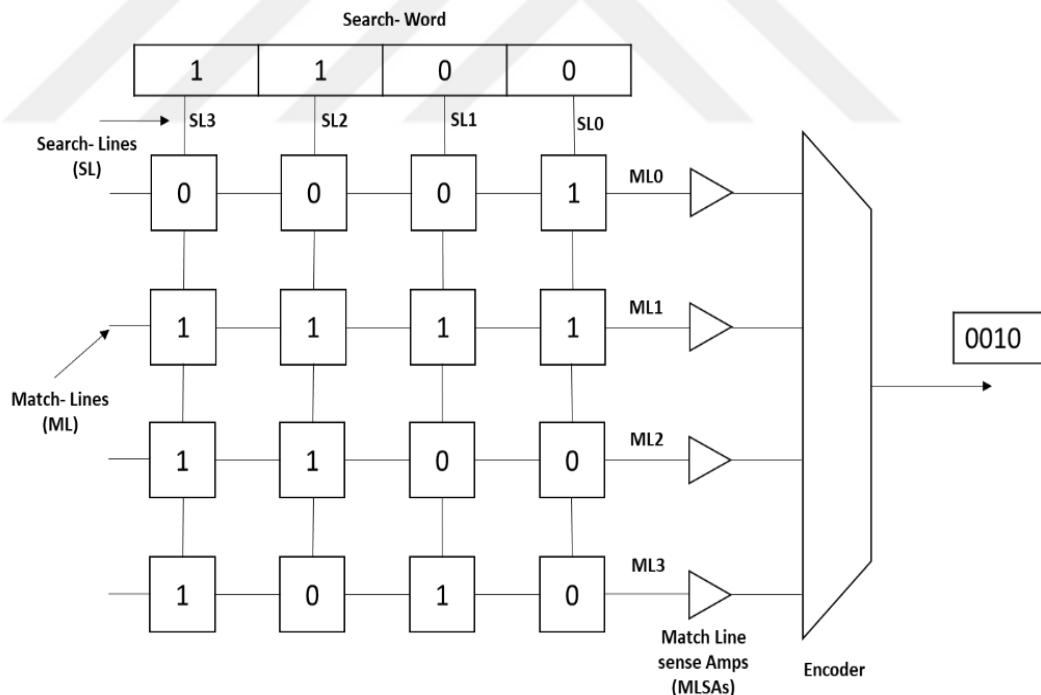 Search- Word
1 1 0 0
SL3 SL2 SL1 SL0
Search- Lines
(SL)
0 0 0 1 ML0
1 1 1 1 ML1
0010
Match- Lines
(ML)
1 1 0 0 ML2
1 0 1 0 ML3
Match Line
sense Amps
(MLSAs)
Encoder